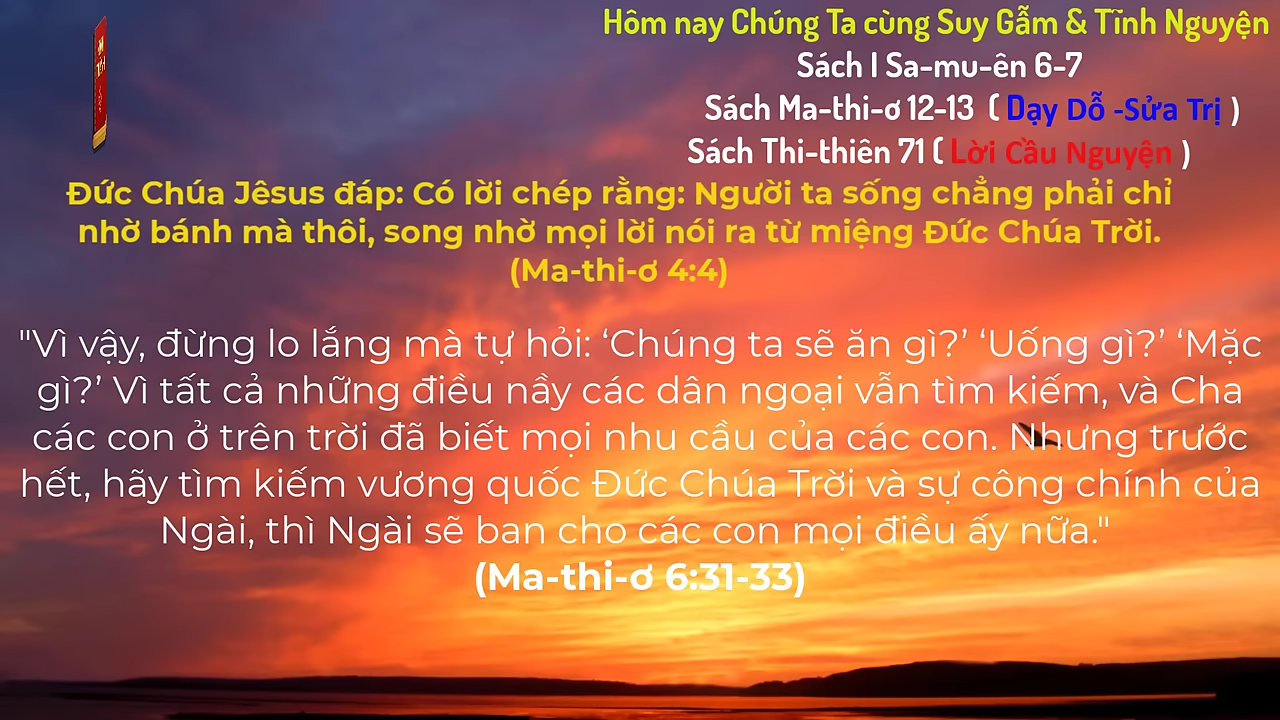 Hôm nay Chúng Ta cùng Suy Gẫm & Tĩnh Nguyện
Sách I Sa-mu-ên 6-7
Sách Ma-thi-ơ 12-13 ( Dạy Dỗ -Sửa Trị )
Sách Thi-thiên 71 ( Lời Cầu Nguyện )
Đức Chúa Jêsus đáp: Có lời chép rằng: Người ta sống chẳng phải chỉ
nhờ bánh mà thôi, song nhờ mọi lời nói ra từ miệng Đức Chúa Trời.
(Ma-thi-ơ 4:4)
"Vì vậy, đừng lo lắng mà tự hỏi: ‘Chúng ta sẽ ăn gì?’ ‘Uống gì?’ ‘Mặc
gì?’ Vì tất cả những điều nầy các dân ngoại vẫn tìm kiếm, và Cha
các con ở trên trời đã biết mọi nhu cầu của các con. Nhưng trước
hết, hãy tìm kiếm vương quốc Đức Chúa Trời và sự công chính của
Ngài, thì Ngài sẽ ban cho các con mọi điều ấy nữa."
(Ma-thi-ơ 6:31-33)